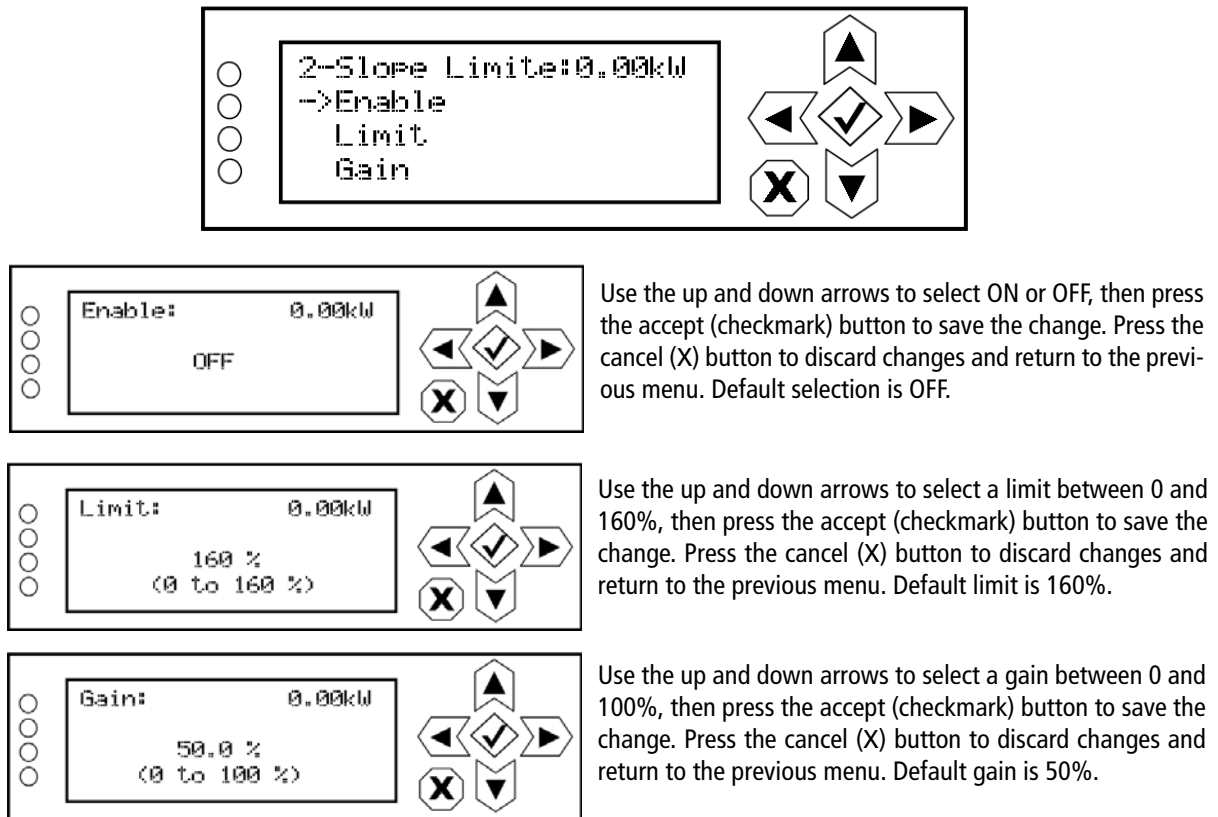 2-Slope Limite:0.00kW
->Enable
Limit
Gain
X
Enable: 0.00kW
OFF
X
Use the up and down arrows to select ON or OFF, then press
the accept (checkmark) button to save the change. Press the
cancel (X) button to discard changes and return to the previ-
ous menu. Default selection is OFF.
Limit: 0.00kW
160 %
(0 to 160 %)
X
Use the up and down arrows to select a limit between 0 and
160%, then press the accept (checkmark) button to save the
change. Press the cancel (X) button to discard changes and
return to the previous menu. Default limit is 160%.
Gain: 0.00kW
50.0 %
(0 to 100 %)
X
Use the up and down arrows to select a gain between 0 and
100%, then press the accept (checkmark) button to save the
change. Press the cancel (X) button to discard changes and
return to the previous menu. Default gain is 50%.